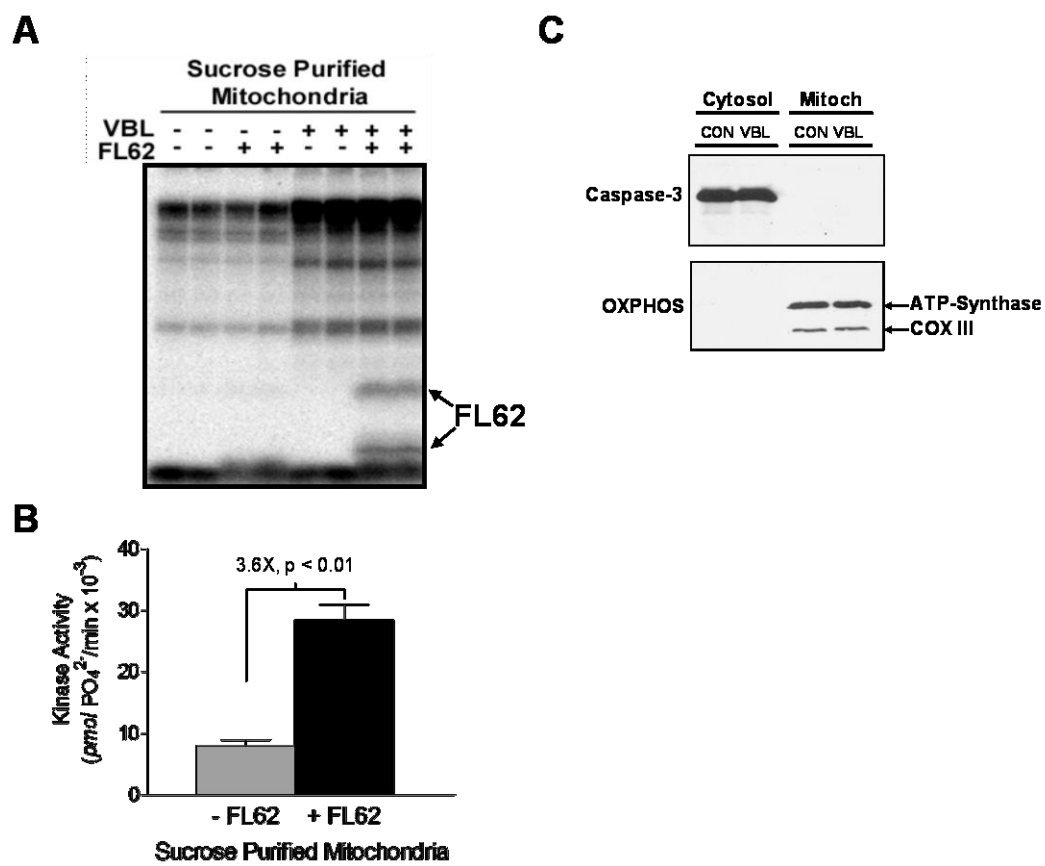 A
Sucrose Purified
Mitochondria
VBL - - - - + + + +
FL62 - - + + - - + +
FL62
B
40
30
20
10
0
Kinase Activity
(pmol PO₄²⁻/min x 10⁻³)
3.6X, p < 0.01
- FL62 + FL62
Sucrose Purified Mitochondria
C
Cytosol Mitoch
CON VBL CON VBL
Caspase-3
OXPHOS
ATP-Synthase
COX III